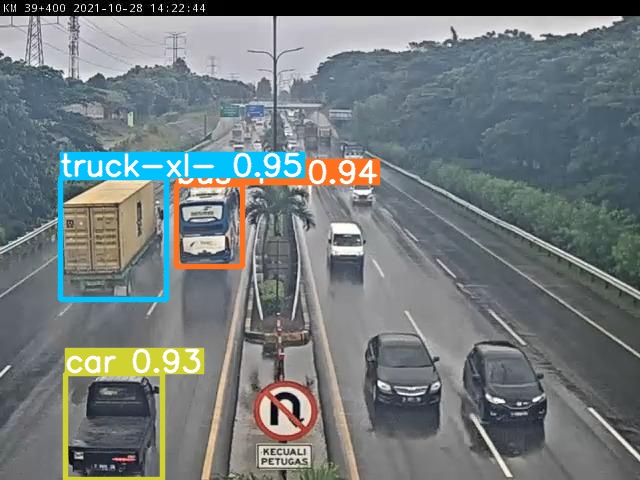 KM 39+400 2021-10-28 14:22:44
truck-xl- 0.95
bus 0.94
car 0.93
KECUALI
PETUGAS